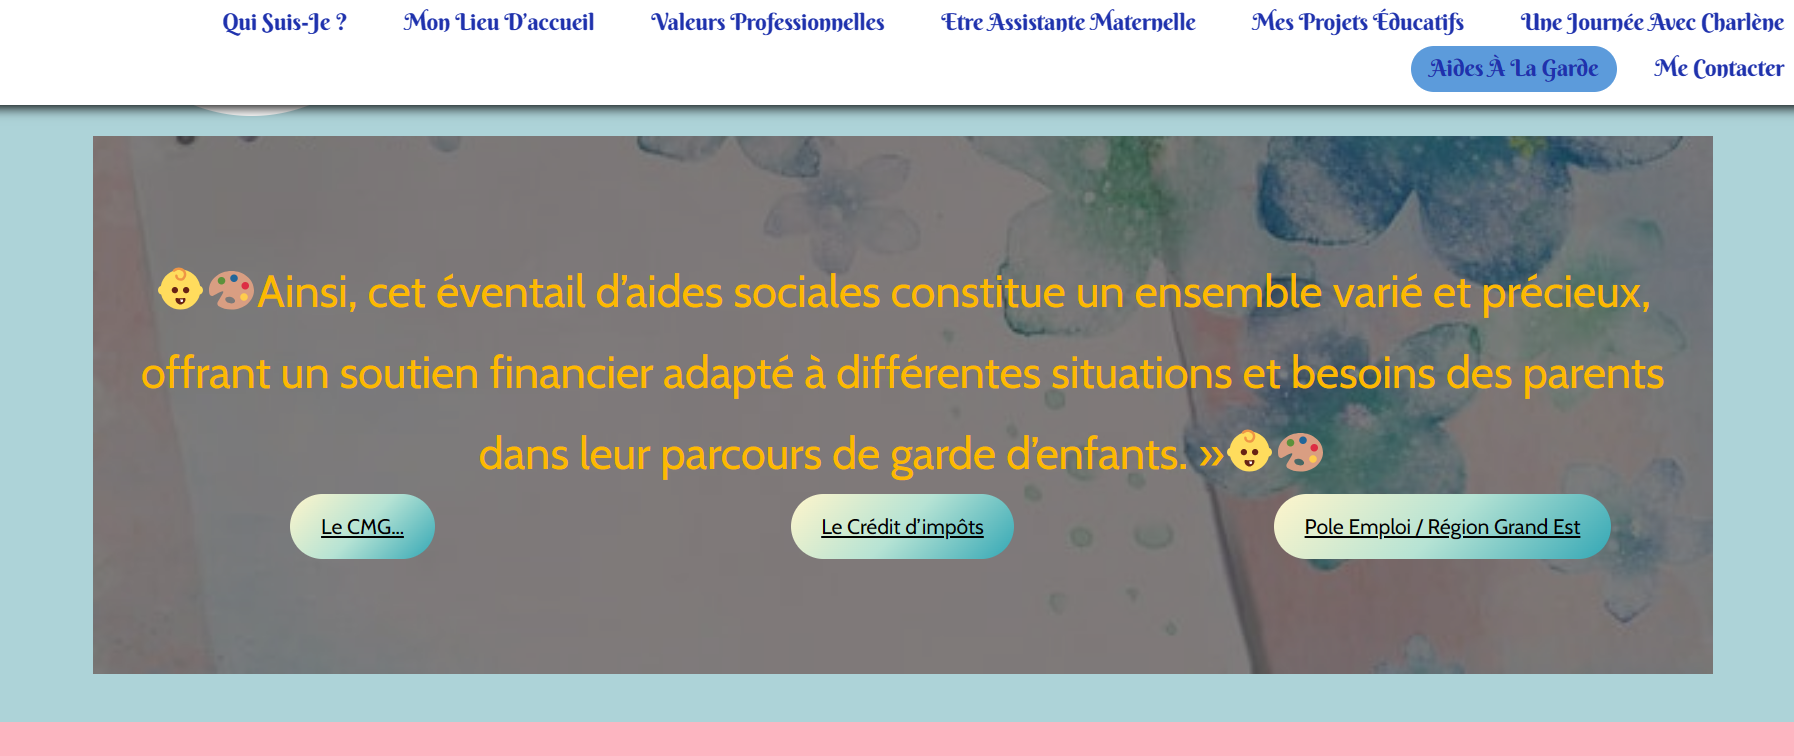 Qui Suis-Je ? Mon Lieu D'accueil Valeurs Professionnelles Etre Assistante Maternelle Mes Projets Éducatifs Une Journée Avec Charlène
Aides À La Garde Me Contacter
Ainsi, cet éventail d’aides sociales constitue un ensemble varié et précieux,
offrant un soutien financier adapté à différentes situations et besoins des parents
dans leur parcours de garde d’enfants. »
Le CMG… Le Crédit d’impôts Pole Emploi / Région Grand Est